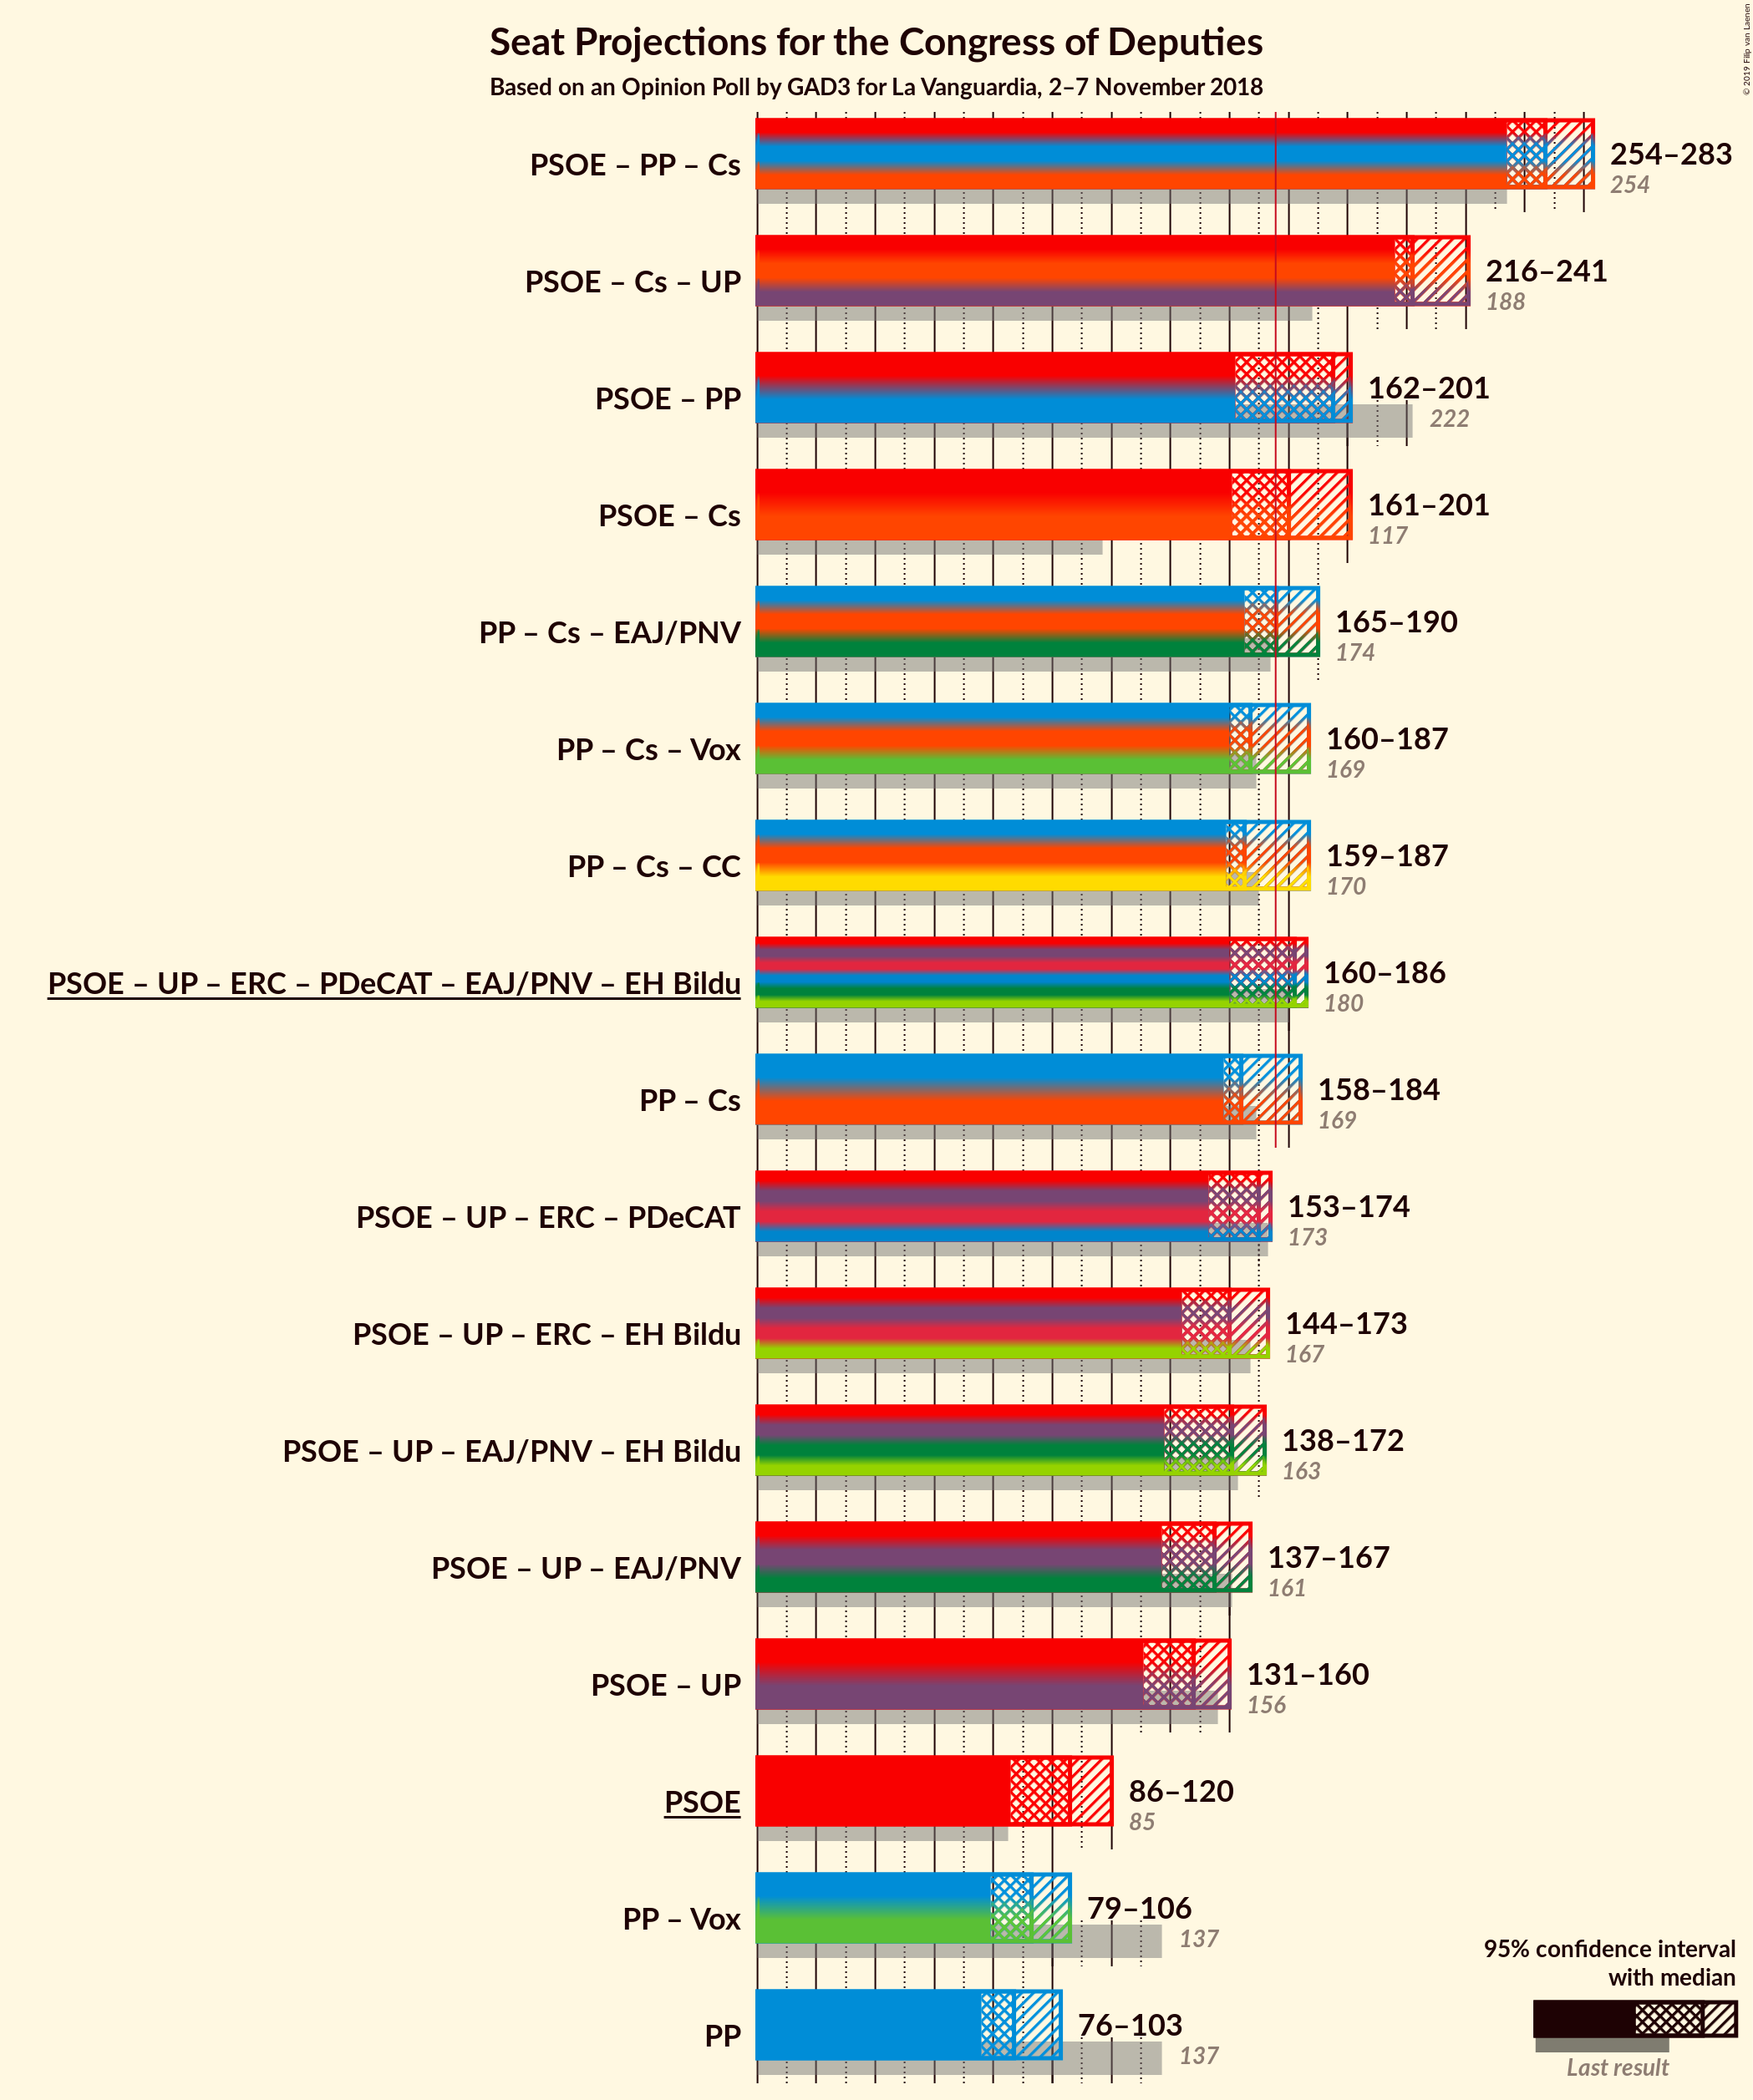 Seat Projections for the Congress of Deputies
Based on an Opinion Poll by GAD3 for La Vanguardia, 2–7 November 2018
© 2019 Filip van Laenen
PSOE – PP – Cs
254–283
254
PSOE – Cs – UP
216–241
188
PSOE – PP
162–201
222
PSOE – Cs
161–201
117
PP – Cs – EAJ/PNV
165–190
174
PP – Cs – Vox
160–187
169
PP – Cs – CC
159–187
170
PSOE – UP – ERC – PDeCAT – EAJ/PNV – EH Bildu
160–186
180
PP – Cs
158–184
169
PSOE – UP – ERC – PDeCAT
153–174
173
PSOE – UP – ERC – EH Bildu
144–173
167
PSOE – UP – EAJ/PNV – EH Bildu
138–172
163
PSOE – UP – EAJ/PNV
137–167
161
PSOE – UP
131–160
156
PSOE
86–120
85
PP – Vox
79–106
137
PP
76–103
137
95% confidence interval
with median
Last result